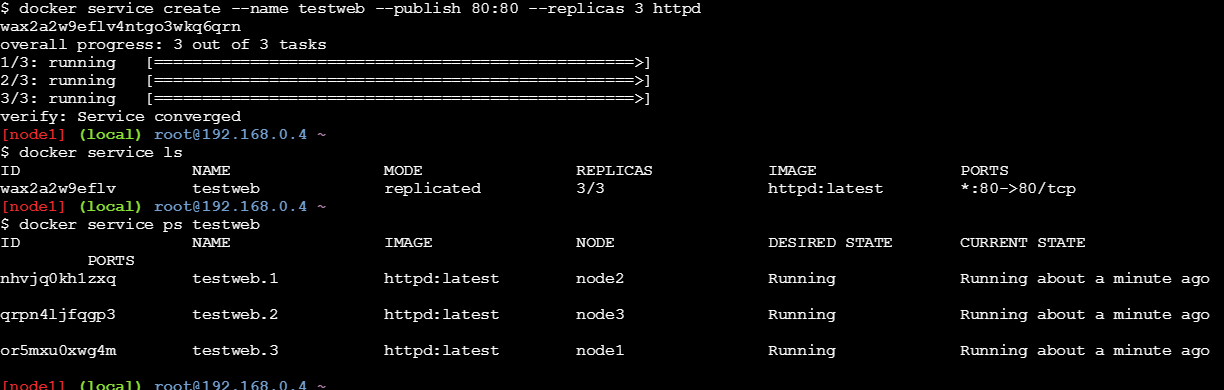 $ docker service create --name testweb --publish 80:80 --replicas 3 httpd
wax2a2w9eflv4ntgo3wkq6qrn
overall progress: 3 out of 3 tasks
1/3: running   [==================================================>]
2/3: running   [==================================================>]
3/3: running   [==================================================>]
verify: Service converged
[node1] (local) root@192.168.0.4 ~
$ docker service ls
ID                  NAME                MODE                REPLICAS            IMAGE               PORTS
wax2a2w9eflv        testweb             replicated          3/3                 httpd:latest        *:80->80/tcp
[node1] (local) root@192.168.0.4 ~
$ docker service ps testweb
ID                  NAME                IMAGE               NODE                DESIRED STATE       CURRENT STATE
         PORTS
nhvjq0kh1zxq        testweb.1           httpd:latest        node2               Running             Running about a minute ago
qrpn4ljfqgp3        testweb.2           httpd:latest        node3               Running             Running about a minute ago
or5mxu0xwg4m        testweb.3           httpd:latest        node1               Running             Running about a minute ago
[node1] (local) root@192.168.0.4 ~